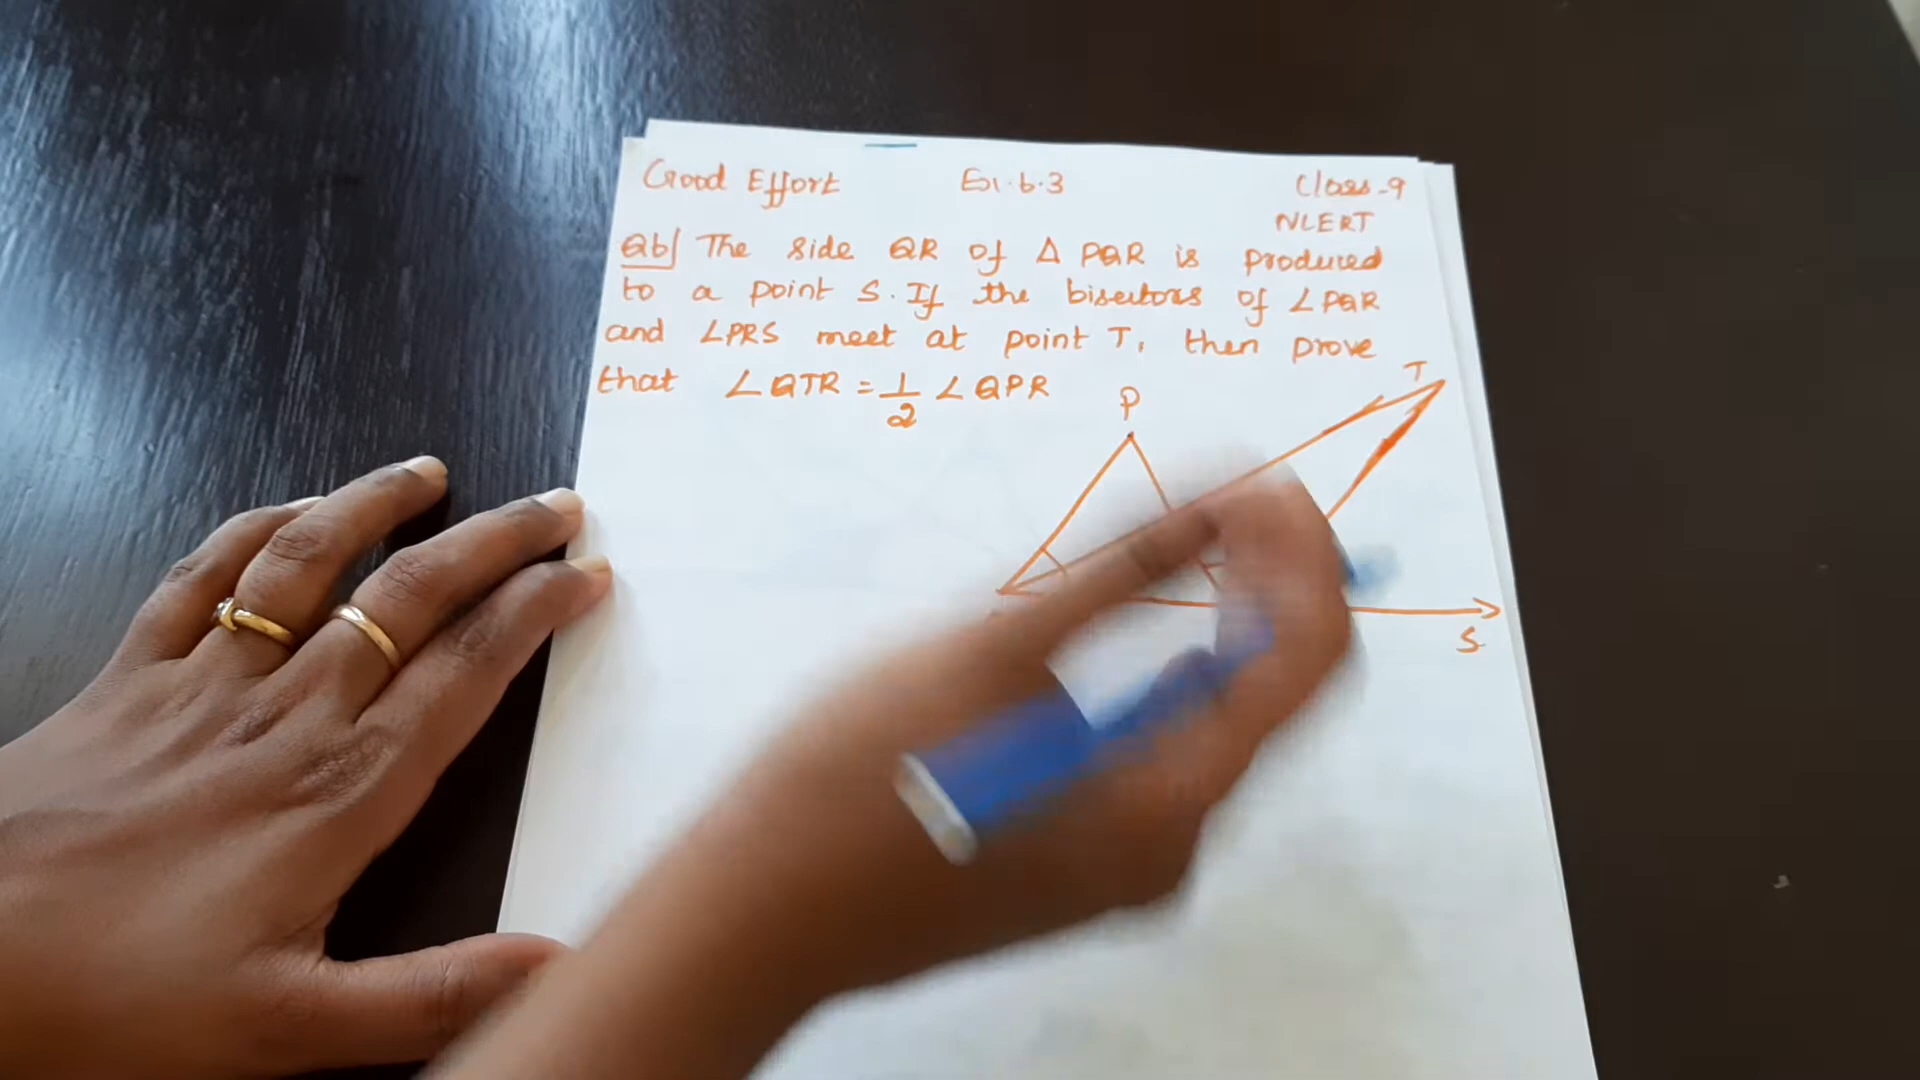 Good Effort Ex.6.3 Class-9
NCERT
Q6/ The side QR of Δ PQR is produced
to a point S. If the bisectors of ∠PQR
and ∠PRS meet at point T, then prove
that ∠QTR = 1/2 ∠QPR
T
P
S